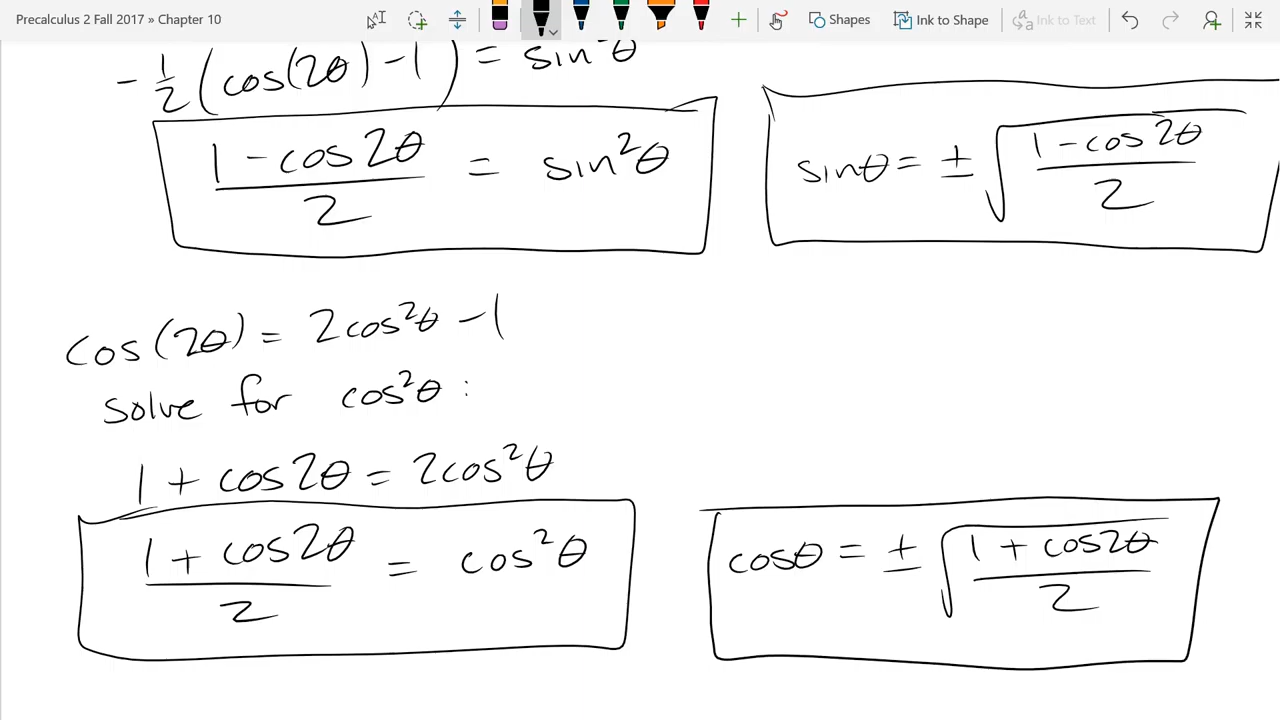 Precalculus 2 Fall 2017 » Chapter 10 Shapes Ink to Shape Ink to Text
-1/2(cos(2θ)-1) = sin²θ
(1-cos2θ)/2 = sin²θ
sinθ = ±√((1-cos2θ)/2)
cos(2θ) = 2cos²θ -1
solve for cos²θ :
1 + cos2θ = 2cos²θ
(1 + cos2θ)/2 = cos²θ
cosθ = ±√((1 + cos2θ)/2)